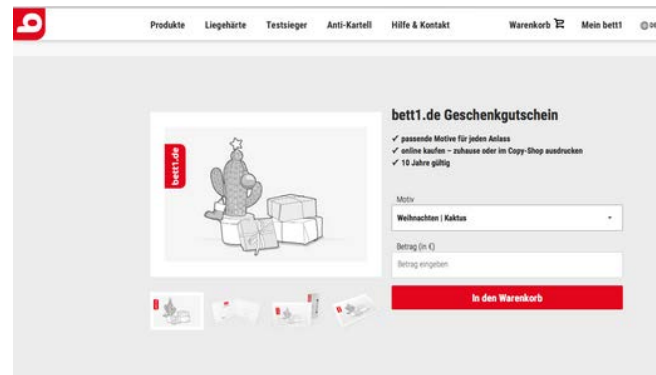 Produkte Liegehärte Testsieger Anti-Kartell Hilfe & Kontakt Warenkorb Mein bett1 DE
bett1.de
bett1.de Geschenkgutschein
✓ passende Motive für jeden Anlass
✓ online kaufen – zuhause oder im Copy-Shop ausdrucken
✓ 10 Jahre gültig
Motiv
Weihnachten | Kaktus
Betrag (in €)
Betrag eingeben
In den Warenkorb